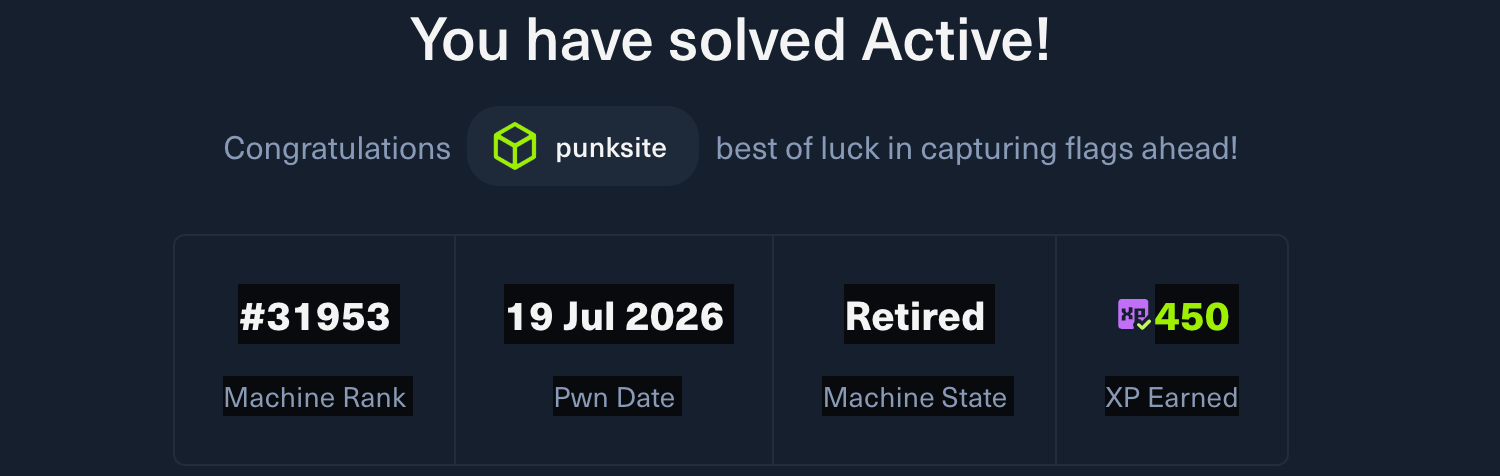 You have solved Active!
Congratulations punksite best of luck in capturing flags ahead!
#31953 19 Jul 2026 Retired XP 450
Machine Rank Pwn Date Machine State XP Earned